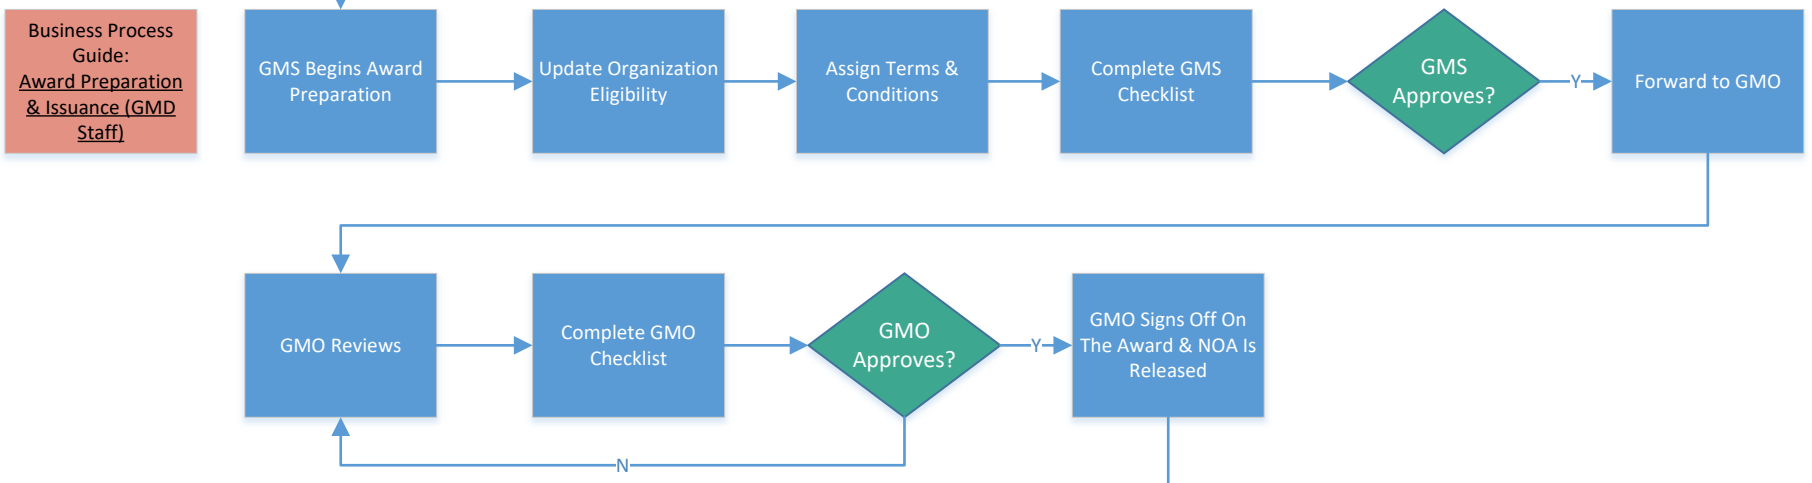 Business Process
Guide:
Award Preparation
& Issuance (GMD
Staff)
GMS Begins Award
Preparation
Update Organization
Eligibility
Assign Terms &
Conditions
Complete GMS
Checklist
GMS
Approves?
Y
Forward to GMO
GMO Reviews
Complete GMO
Checklist
GMO
Approves?
Y
GMO Signs Off On
The Award & NOA Is
Released
N